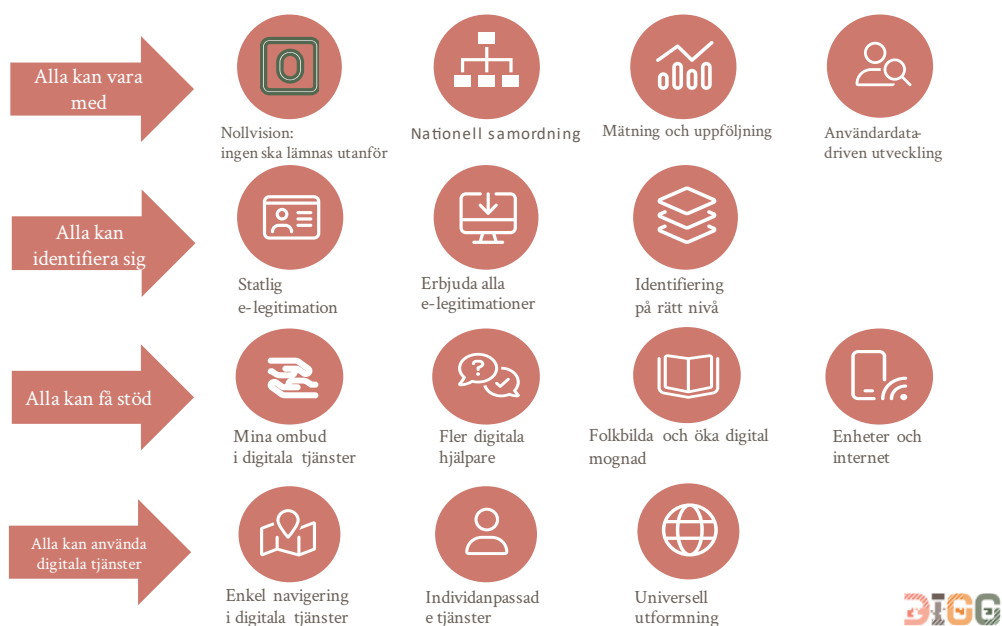 Alla kan vara
med
0
Nollvision:
ingen ska lämnas utanför
Nationell samordning
Mätning och uppföljning
Användardata-
driven utveckling
Alla kan
identifiera sig
Statlig
e-legitimation
Erbjuda alla
e-legitimationer
Identifiering
på rätt nivå
Alla kan få stöd
Mina ombud
i digitala tjänster
?
Fler digitala
hjälpare
Folkbilda och öka digital
mognad
Enheter och
internet
Alla kan använda
digitala tjänster
Enkel navigering
i digitala tjänster
Individanpassad
e tjänster
Universell
utformning
DIGG